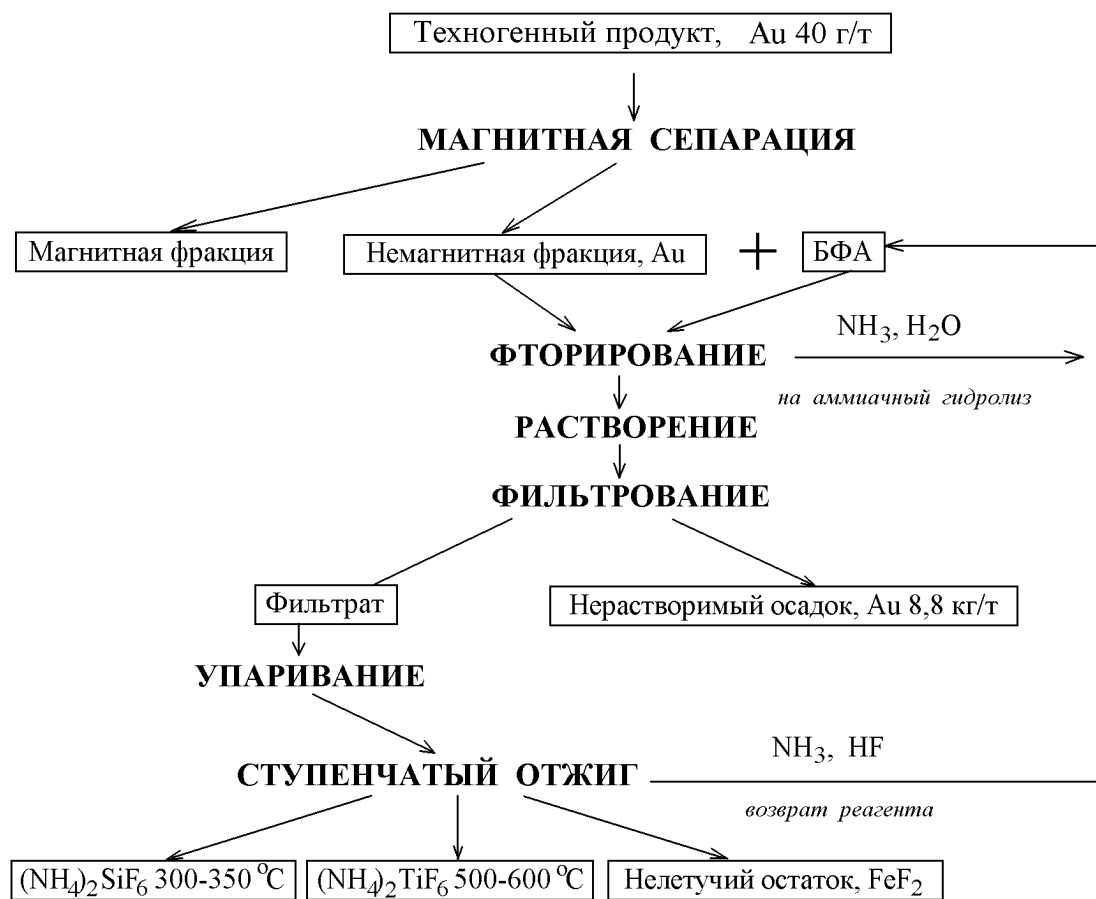 Техногенный продукт, Au 40 г/т
МАГНИТНАЯ СЕПАРАЦИЯ
Магнитная фракция
Немагнитная фракция, Au + БФА
NH3, H2O
ФТОРИРОВАНИЕ
на аммиачный гидролиз
РАСТВОРЕНИЕ
ФИЛЬТРОВАНИЕ
Фильтрат
Нерастворимый осадок, Au 8,8 кг/т
УПАРИВАНИЕ
NH3, HF
СТУПЕНЧАТЫЙ ОТЖИГ
возврат реагента
(NH4)2SiF6 300-350 °C
(NH4)2TiF6 500-600 °C
Нелетучий остаток, FeF2